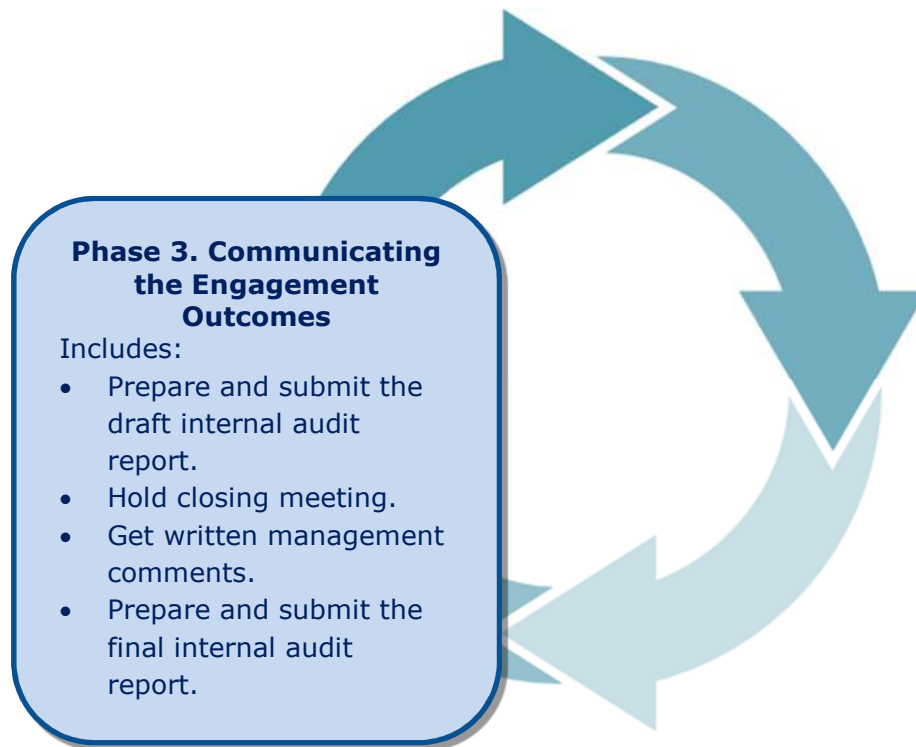 Phase 3. Communicating
the Engagement
Outcomes
Includes:
• Prepare and submit the
draft internal audit
report.
• Hold closing meeting.
• Get written management
comments.
• Prepare and submit the
final internal audit
report.